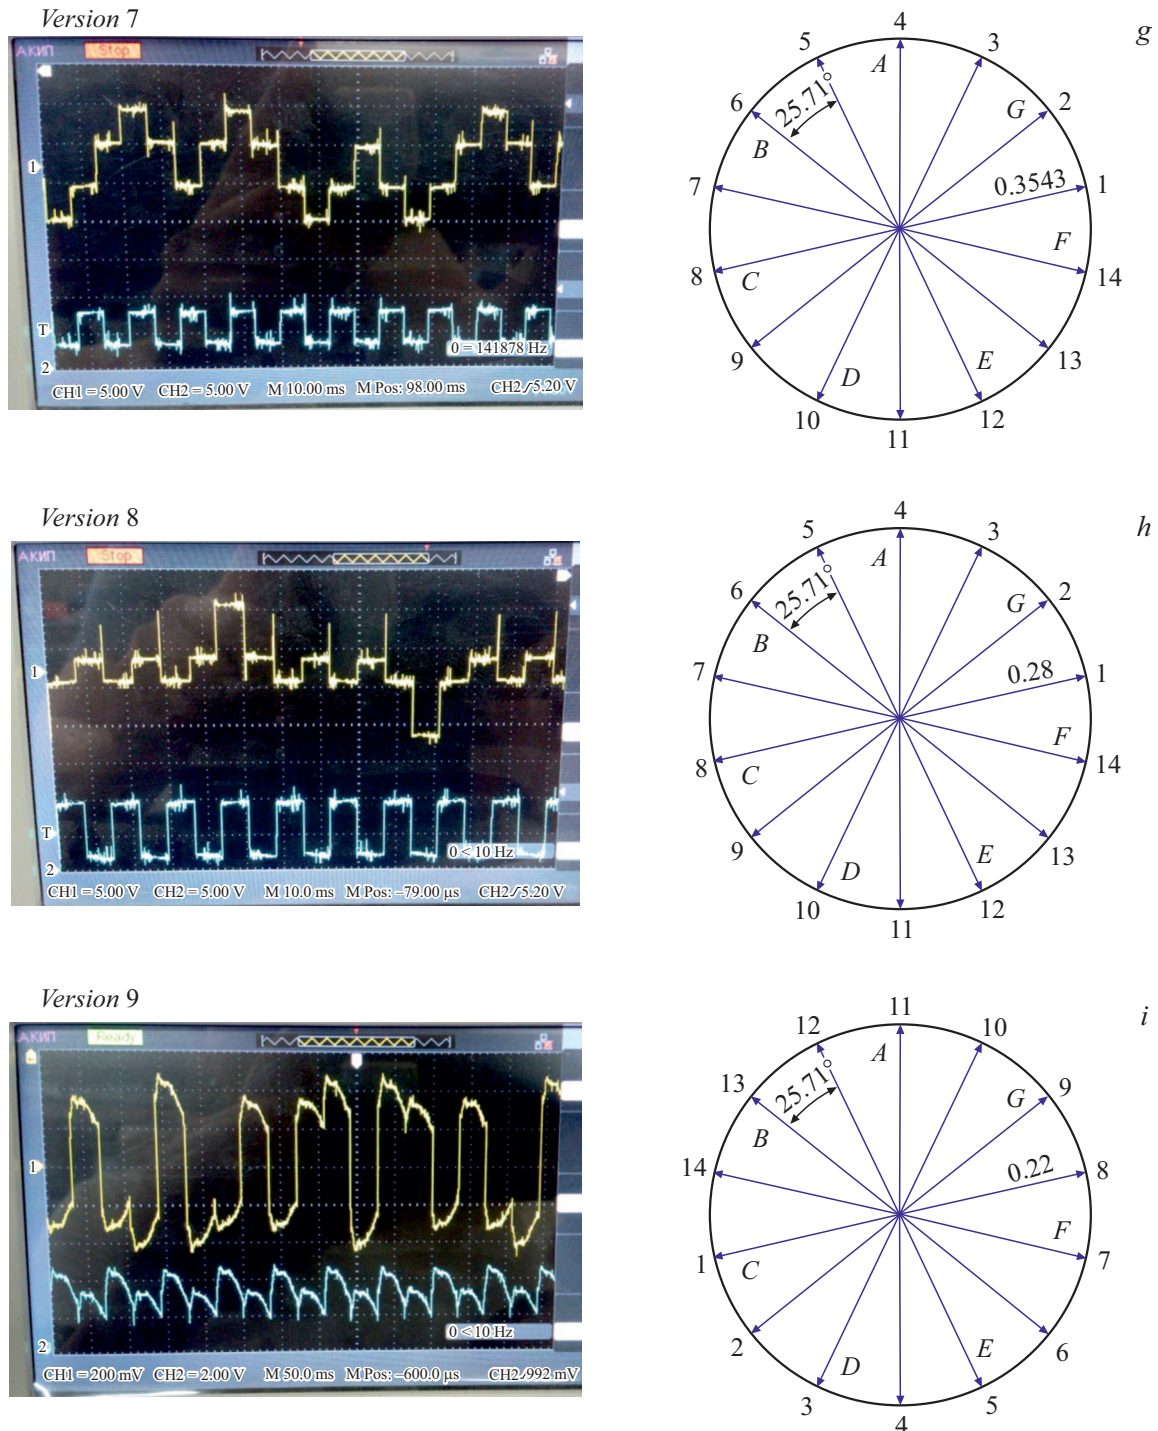 Version 7
g
АКИП Stop
1
T
2
0 = 141878 Hz
CH1 = 5.00 V CH2 = 5.00 V M 10.00 ms M Pos: 98.00 ms CH2 5.20 V
4
5 3
6 A G 2
25.71°
B
7 0.3543 1
8 C F 14
9 D E 13
10 12
11
Version 8
h
АКИП Stop
1
T
2
0 < 10 Hz
CH1 = 5.00 V CH2 = 5.00 V M 10.0 ms M Pos: –79.00 μs CH2 5.20 V
4
5 3
6 A G 2
25.71°
B
7 0.28 1
8 C F 14
9 D E 13
10 12
11
Version 9
i
АКИП Ready
1
2
0 < 10 Hz
CH1 = 200 mV CH2 = 2.00 V M 50.0 ms M Pos: –600.0 μs CH2 992 mV
11
12 10
13 A G 9
25.71°
B
14 0.22 8
1 C F 7
2 D E 6
3 5
4